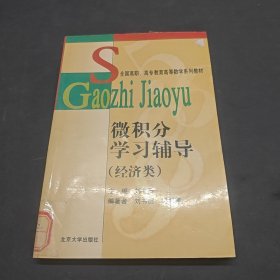 全国高职、高专教育高等数学系列教材
Gaozhi Jiaoyu
微积分
学习辅导
(经济类)
编著者
北京大学出版社